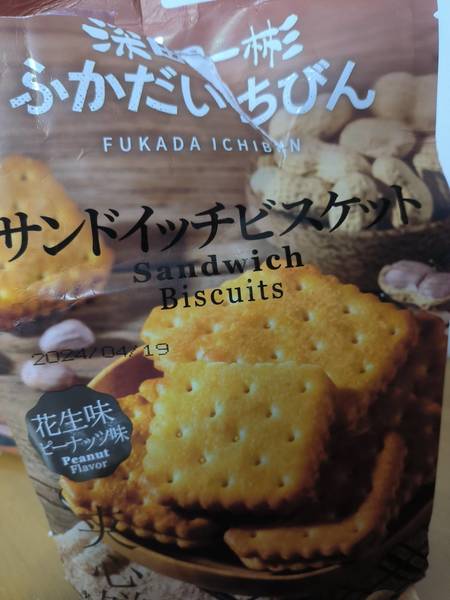 深田一彬
ふかだいちびん
FUKADA ICHIBAN
サンドイッチビスケット
Sandwich
Biscuits
2024/04/19
花生味
ピーナッツ味
Peanut
Flavor
夹
心